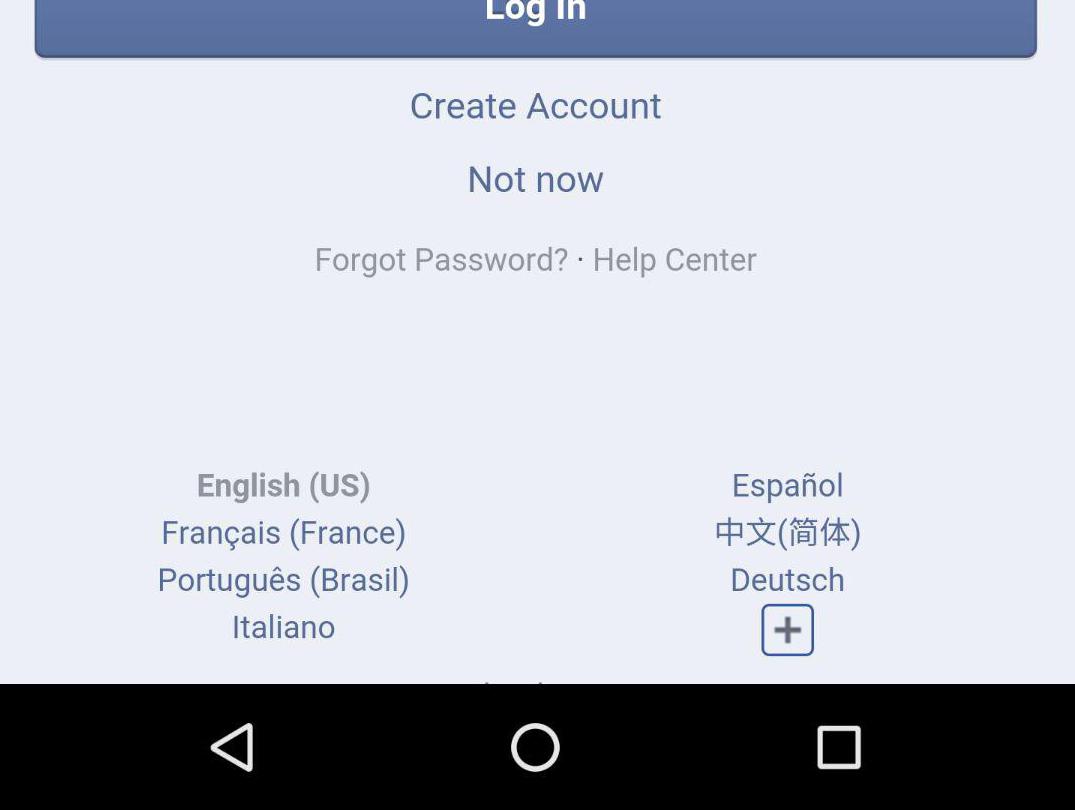 Log In
Create Account
Not now
Forgot Password? · Help Center
English (US)
Español
Français (France)
中文(简体)
Português (Brasil)
Deutsch
Italiano